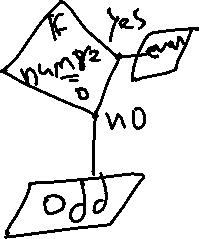 IF
yes
num%2
==
0
even
NO
Odd